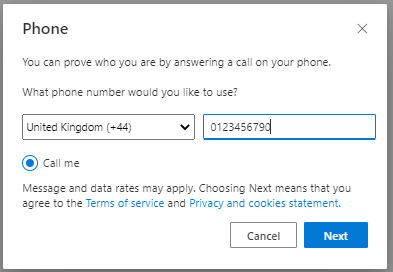 Phone
You can prove who you are by answering a call on your phone.
What phone number would you like to use?
United Kingdom (+44) 0123456790
Call me
Message and data rates may apply. Choosing Next means that you
agree to the Terms of service and Privacy and cookies statement.
Cancel Next